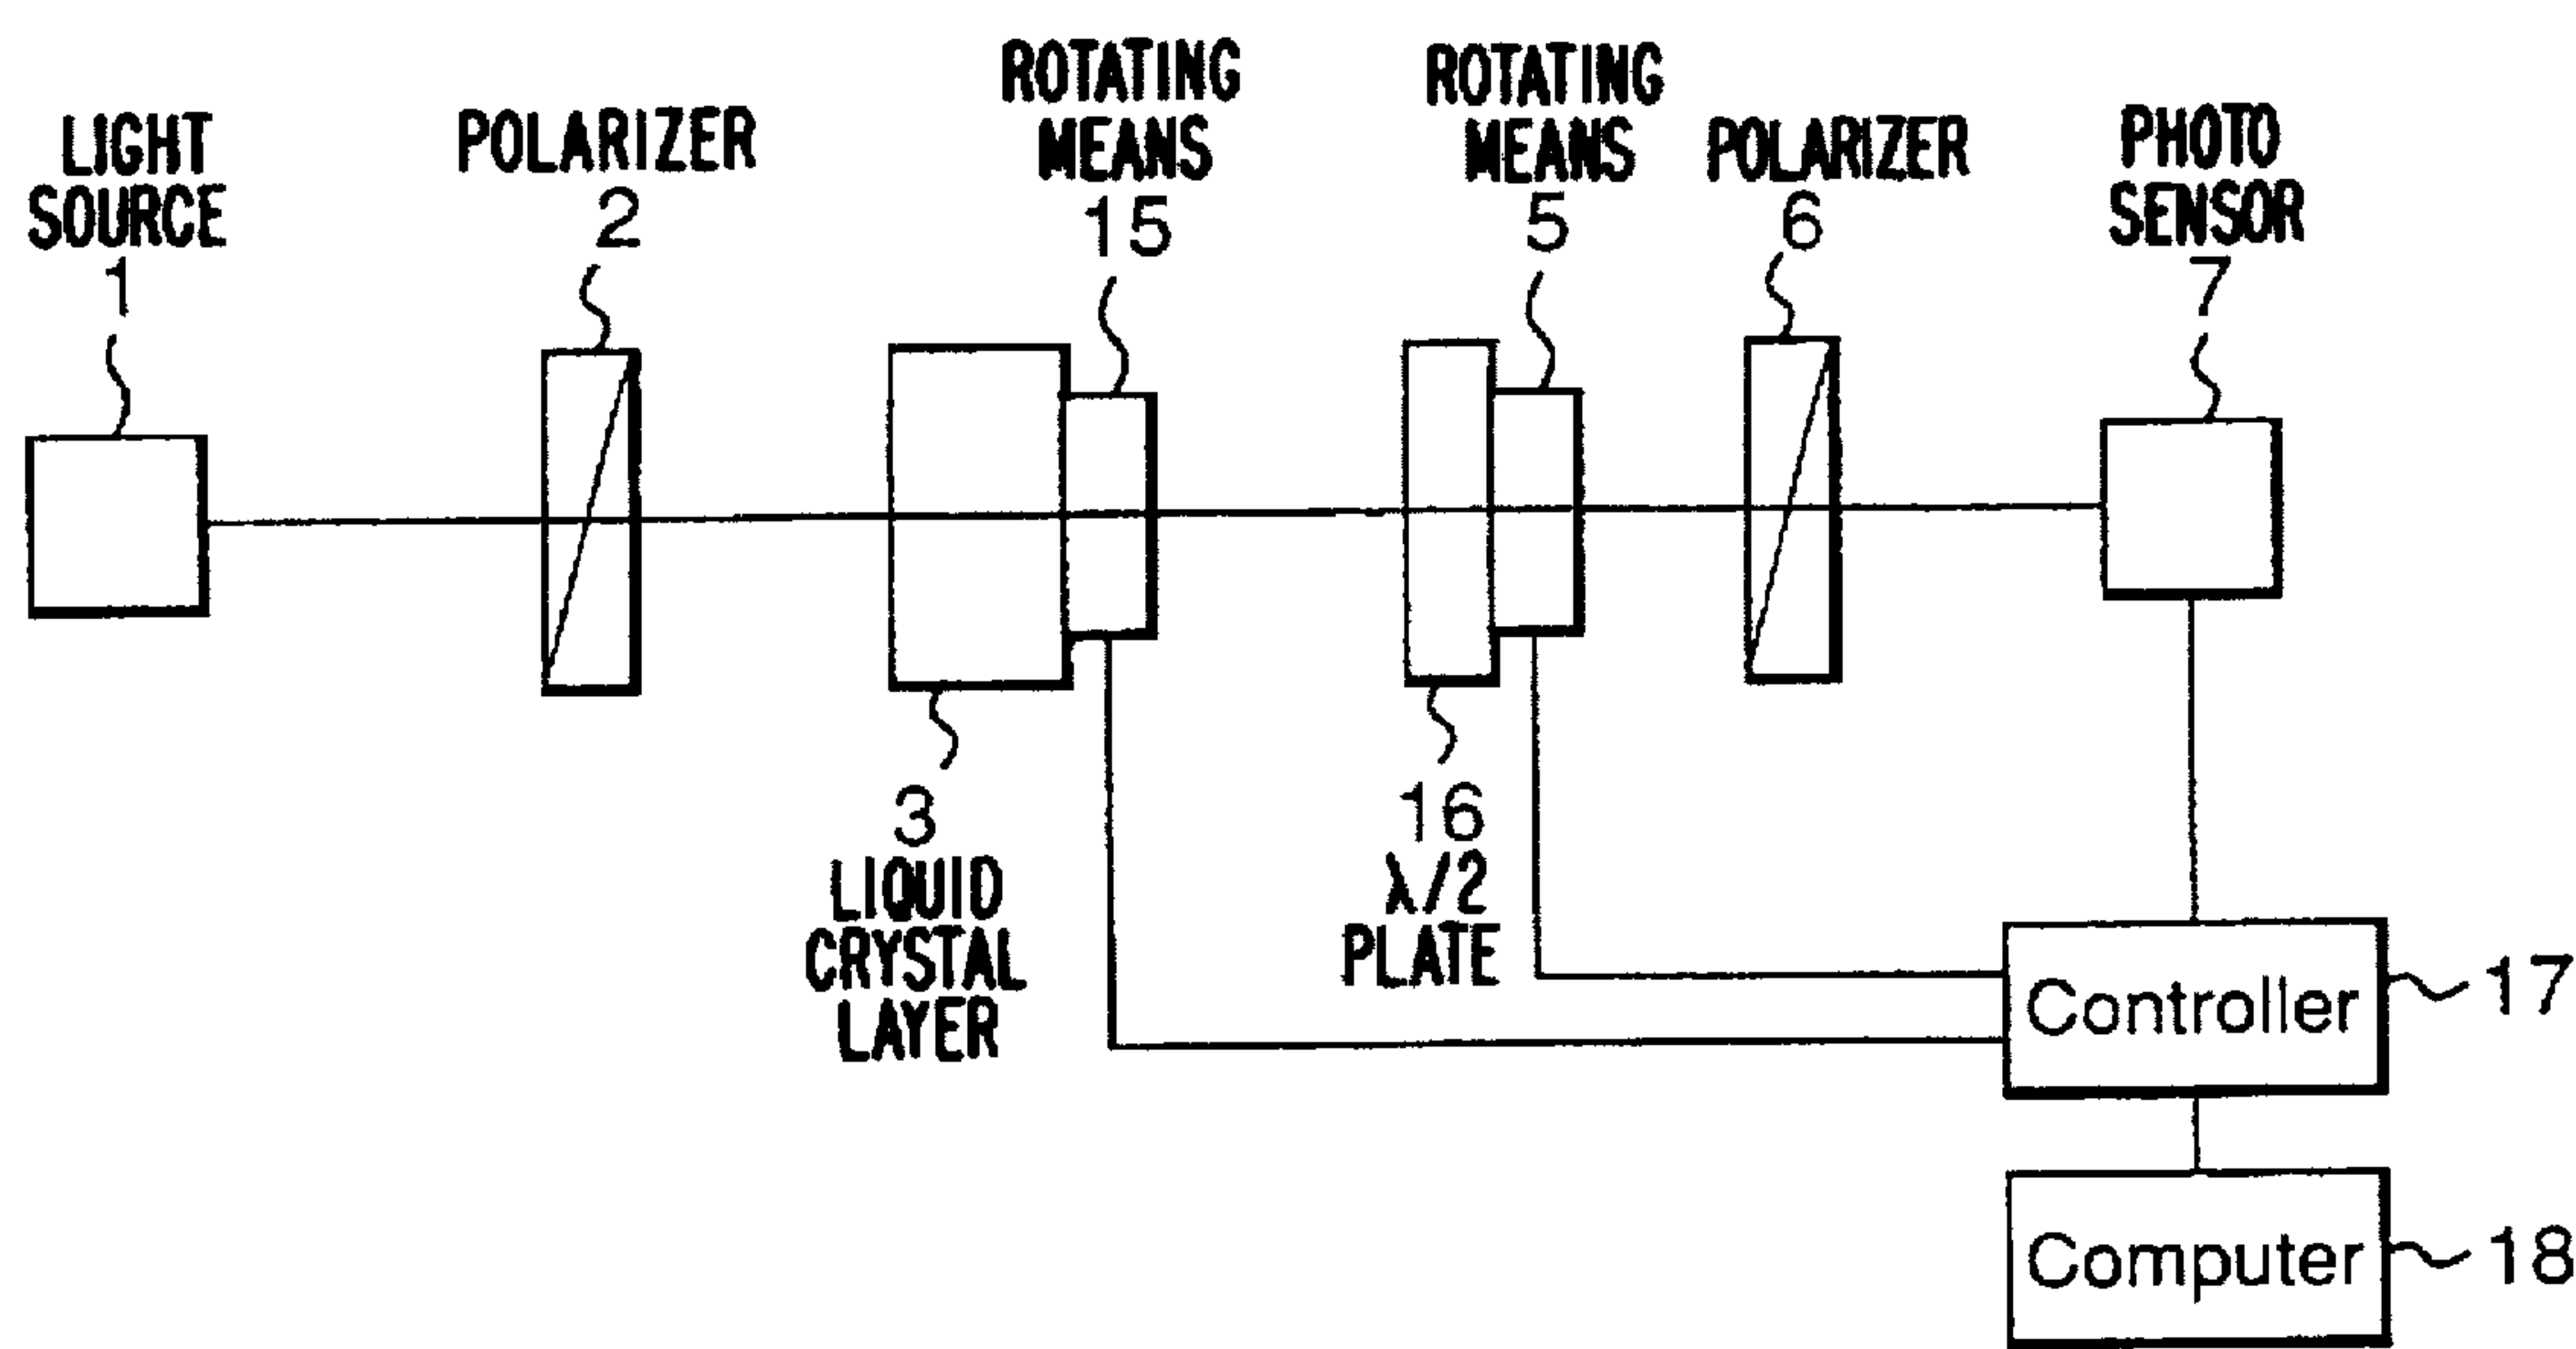 LIGHT
SOURCE
1
POLARIZER
2
ROTATING
MEANS
15
ROTATING
MEANS
5
POLARIZER
6
PHOTO
SENSOR
7
3
LIQUID
CRYSTAL
LAYER
16
λ/2
PLATE
Controller
17
Computer
18